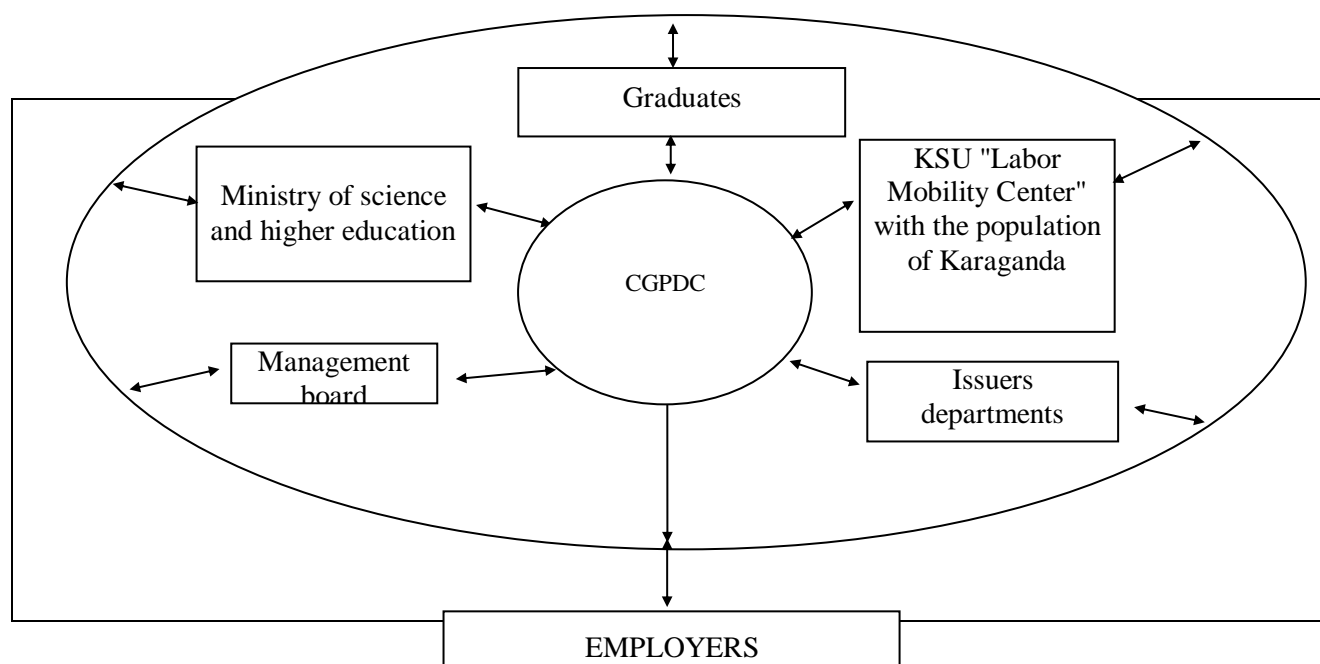 Graduates
Ministry of science
and higher education
KSU "Labor
Mobility Center"
with the population
of Karaganda
CGPDC
Management
board
Issuers
departments
EMPLOYERS